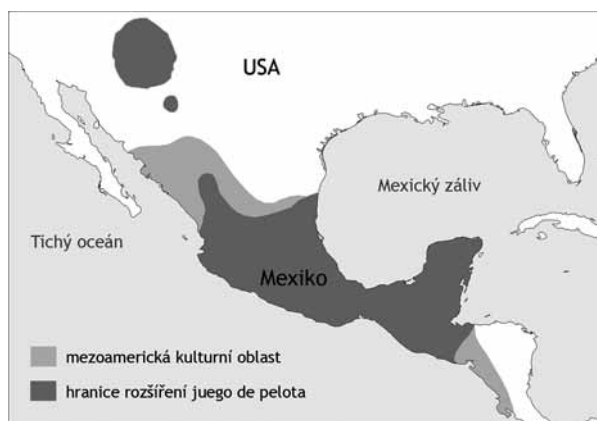 USA
Mexický záliv
Tichý oceán
Mexiko
mezoamerická kulturní oblast
hranice rozšíření juego de pelota